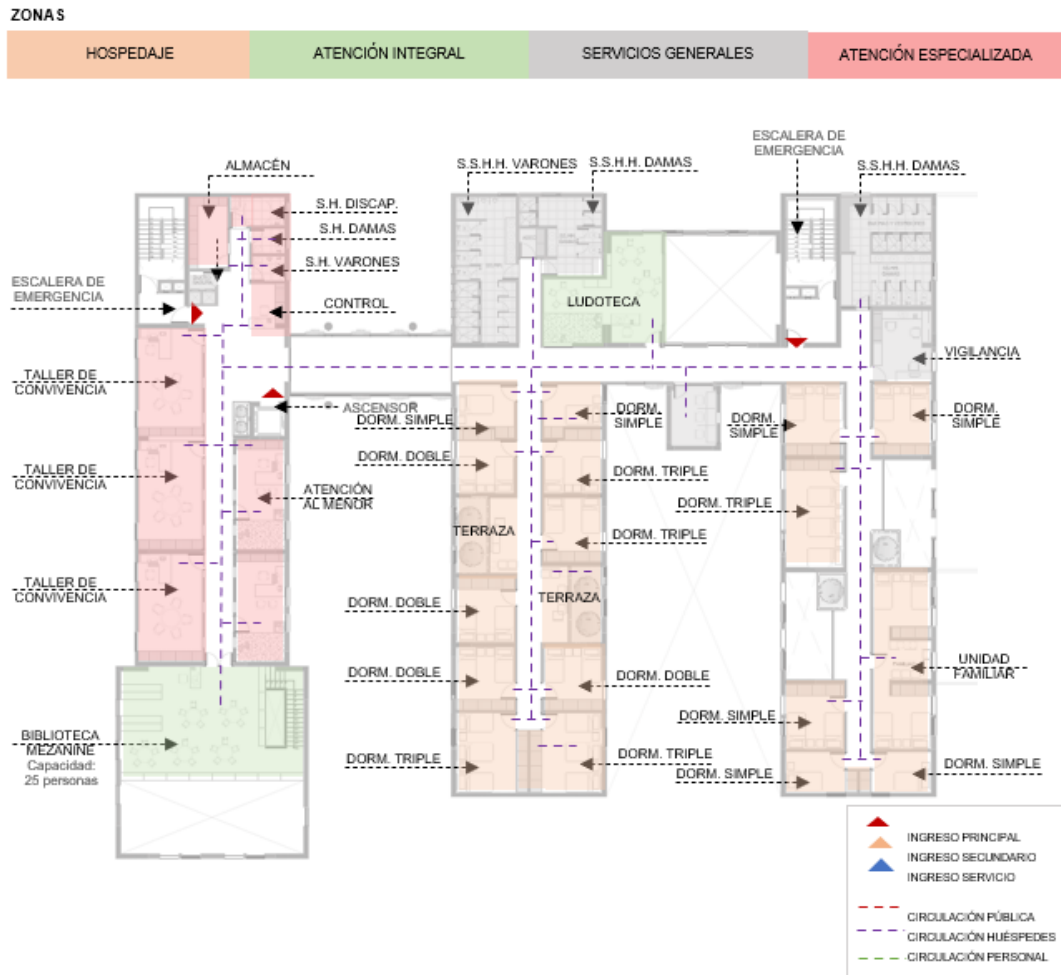 ZONAS
HOSPEDAJE
ATENCIÓN INTEGRAL
SERVICIOS GENERALES
ATENCIÓN ESPECIALIZADA
ALMACÉN
S.H. DISCAP.
S.H. DAMAS
S.H. VARONES
CONTROL
ESCALERA DE
EMERGENCIA
S.S.H.H. VARONES
S.S.H.H. DAMAS
ESCALERA DE
EMERGENCIA
S.S.H.H. DAMAS
LUDOTECA
VIGILANCIA
TALLER DE
CONVIVENCIA
ASCENSOR
DORM. SIMPLE
DORM.
SIMPLE
DORM.
SIMPLE
DORM.
SIMPLE
TALLER DE
CONVIVENCIA
ATENCIÓN
AL MENOR
DORM. DOBLE
DORM. TRIPLE
DORM. TRIPLE
TERRAZA
DORM. TRIPLE
TALLER DE
CONVIVENCIA
DORM. DOBLE
TERRAZA
DORM. DOBLE
DORM. DOBLE
UNIDAD
FAMILIAR
DORM. SIMPLE
BIBLIOTECA
MEZANINE
Capacidad:
25 personas
DORM. TRIPLE
DORM. TRIPLE
DORM. SIMPLE
DORM. SIMPLE
INGRESO PRINCIPAL
INGRESO SECUNDARIO
INGRESO SERVICIO
CIRCULACIÓN PÚBLICA
CIRCULACIÓN HUÉSPEDES
CIRCULACIÓN PERSONAL